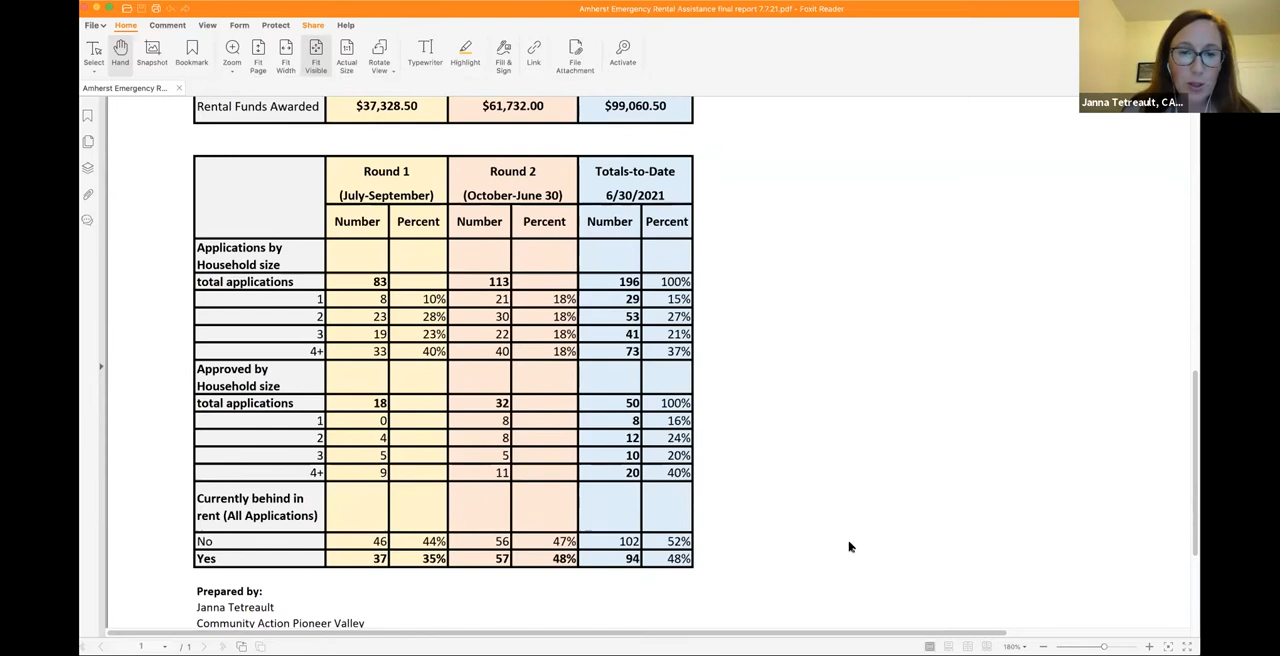 Amherst Emergency Rental Assistance final report 7.7.21.pdf - Foxit Reader
File Home Comment View Form Protect Share Help
Select Hand Snapshot Bookmark Zoom Fit Page Fit Width Fit Visible Actual Size Rotate View Typewriter Highlight Fill & Sign Link File Attachment Activate
Amherst Emergency R...
Janna Tetreault, CA...
Rental Funds Awarded $37,328.50 $61,732.00 $99,060.50
Round 1 Round 2 Totals-to-Date
(July-September) (October-June 30) 6/30/2021
Number Percent Number Percent Number Percent
Applications by
Household size
total applications 83 113 196 100%
1 8 10% 21 18% 29 15%
2 23 28% 30 18% 53 27%
3 19 23% 22 18% 41 21%
4+ 33 40% 40 18% 73 37%
Approved by
Household size
total applications 18 32 50 100%
1 0 8 8 16%
2 4 8 12 24%
3 5 5 10 20%
4+ 9 11 20 40%
Currently behind in
rent (All Applications)
No 46 44% 56 47% 102 52%
Yes 37 35% 57 48% 94 48%
Prepared by:
Janna Tetreault
Community Action Pioneer Valley
1 / 1 180%